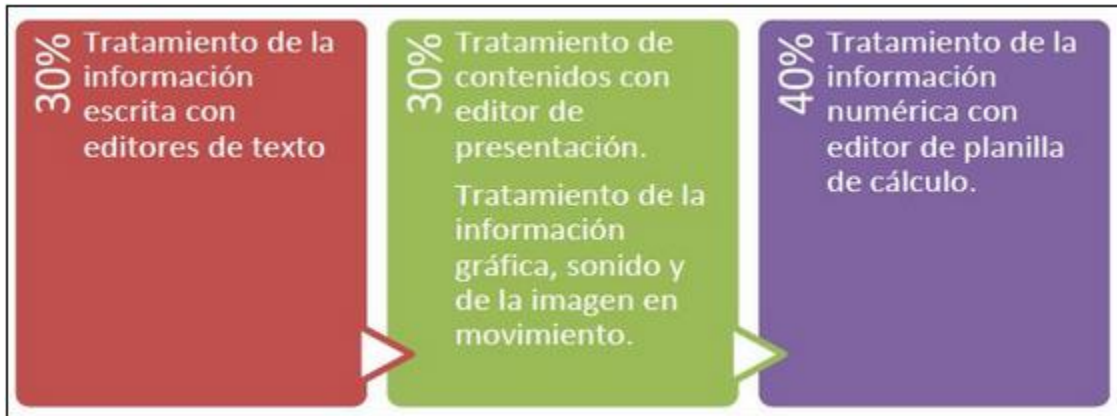 30%
Tratamiento de la
información
escrita con
editores de texto
30%
Tratamiento de
contenidos con
editor de
presentación.
Tratamiento de la
información
gráfica, sonido y
de la imagen en
movimiento.
40%
Tratamiento de la
información
numérica con
editor de planilla
de cálculo.